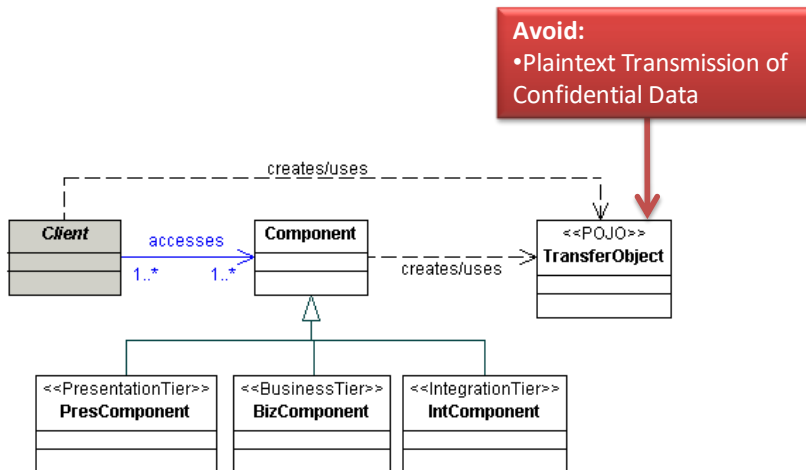 Avoid:
•Plaintext Transmission of
Confidential Data
creates/uses
Client
accesses
1..*
1..*
Component
creates/uses
<<POJO>>
TransferObject
<<PresentationTier>>
PresComponent
<<BusinessTier>>
BizComponent
<<IntegrationTier>>
IntComponent